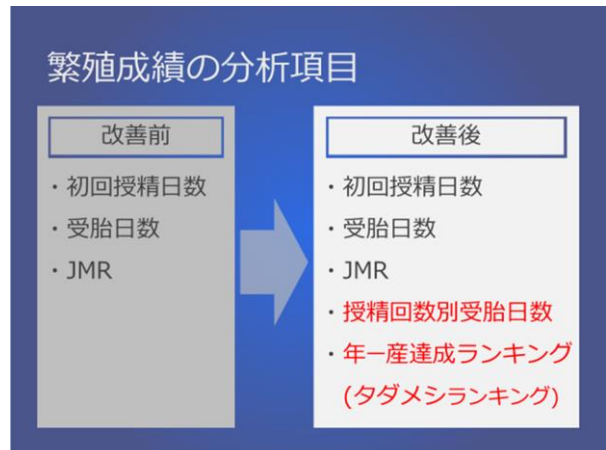 繁殖成績の分析項目
改善前
・初回授精日数
・受胎日数
・JMR
改善後
・初回授精日数
・受胎日数
・JMR
・授精回数別受胎日数
・年一産達成ランキング
(タダメシランキング)